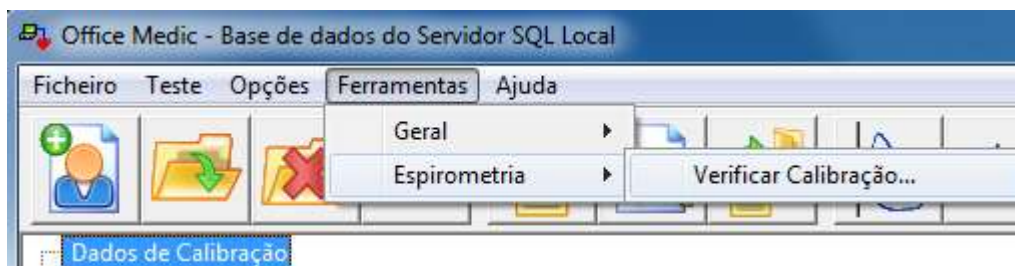 Office Medic - Base de dados do Servidor SQL Local
Ficheiro Teste Opções Ferramentas Ajuda
Geral
Espirometria Verificar Calibração...
Dados de Calibração